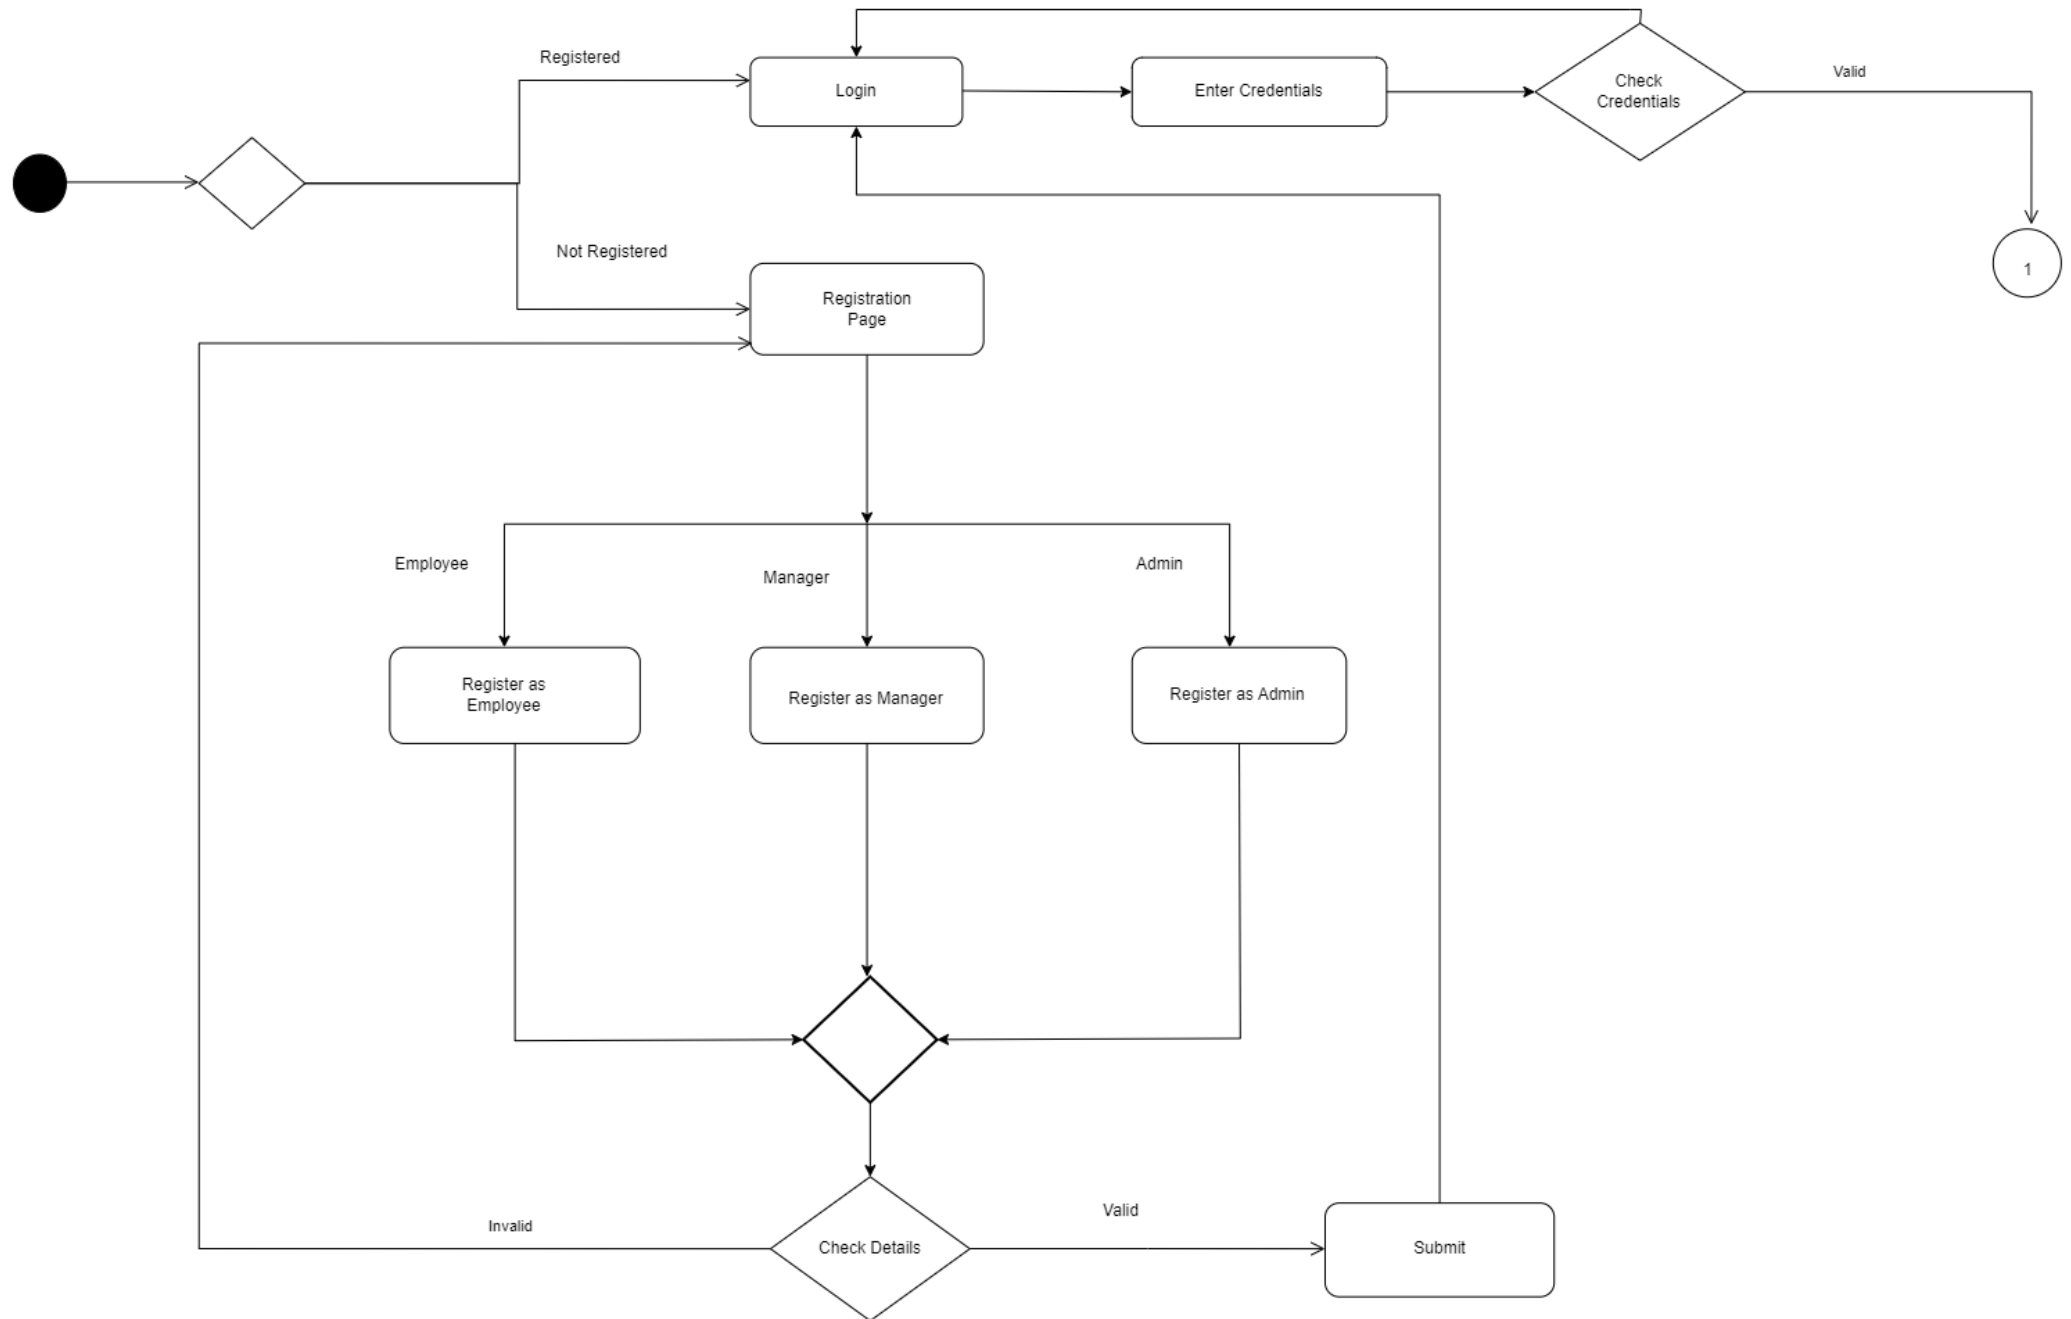 Registered
Login
Enter Credentials
Check
Credentials
Valid
Not Registered
1
Registration
Page
Employee
Manager
Admin
Register as
Employee
Register as Manager
Register as Admin
Invalid
Check Details
Valid
Submit